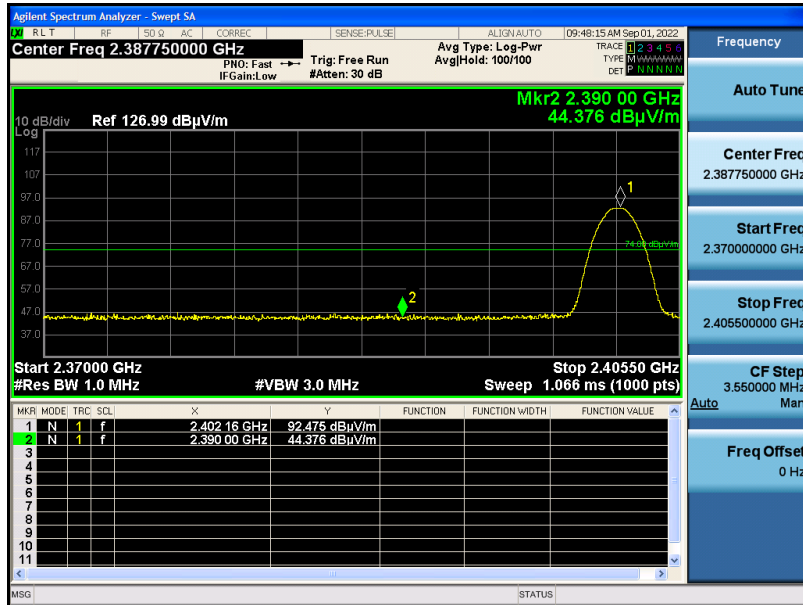 Agilent Spectrum Analyzer - Swept SA
LXI RLT RF 50 Ω AC CORREC SENSE:PULSE ALIGN AUTO 09:48:15 AM Sep 01, 2022
Center Freq 2.387750000 GHz
PNO: Fast
IFGain:Low
Trig: Free Run
#Atten: 30 dB
Avg Type: Log-Pwr
Avg|Hold: 100/100
TRACE 1 2 3 4 5 6
TYPE M
DET P N N N N N
Mkr2 2.390 00 GHz
44.376 dBµV/m
10 dB/div Ref 126.99 dBµV/m
Log
117
107
97.0
87.0
77.0
67.0
57.0
47.0
37.0
1
74.00 dBµV/m
2
Start 2.37000 GHz Stop 2.40550 GHz
#Res BW 1.0 MHz #VBW 3.0 MHz Sweep 1.066 ms (1000 pts)
MKR MODE TRC SCL X Y FUNCTION FUNCTION WIDTH FUNCTION VALUE
1 N 1 f 2.402 16 GHz 92.475 dBµV/m
2 N 1 f 2.390 00 GHz 44.376 dBµV/m
3
4
5
6
7
8
9
10
11
MSG STATUS
Frequency
Auto Tune
Center Freq
2.387750000 GHz
Start Freq
2.370000000 GHz
Stop Freq
2.405500000 GHz
CF Step
3.550000 MHz
Auto Man
Freq Offset
0 Hz